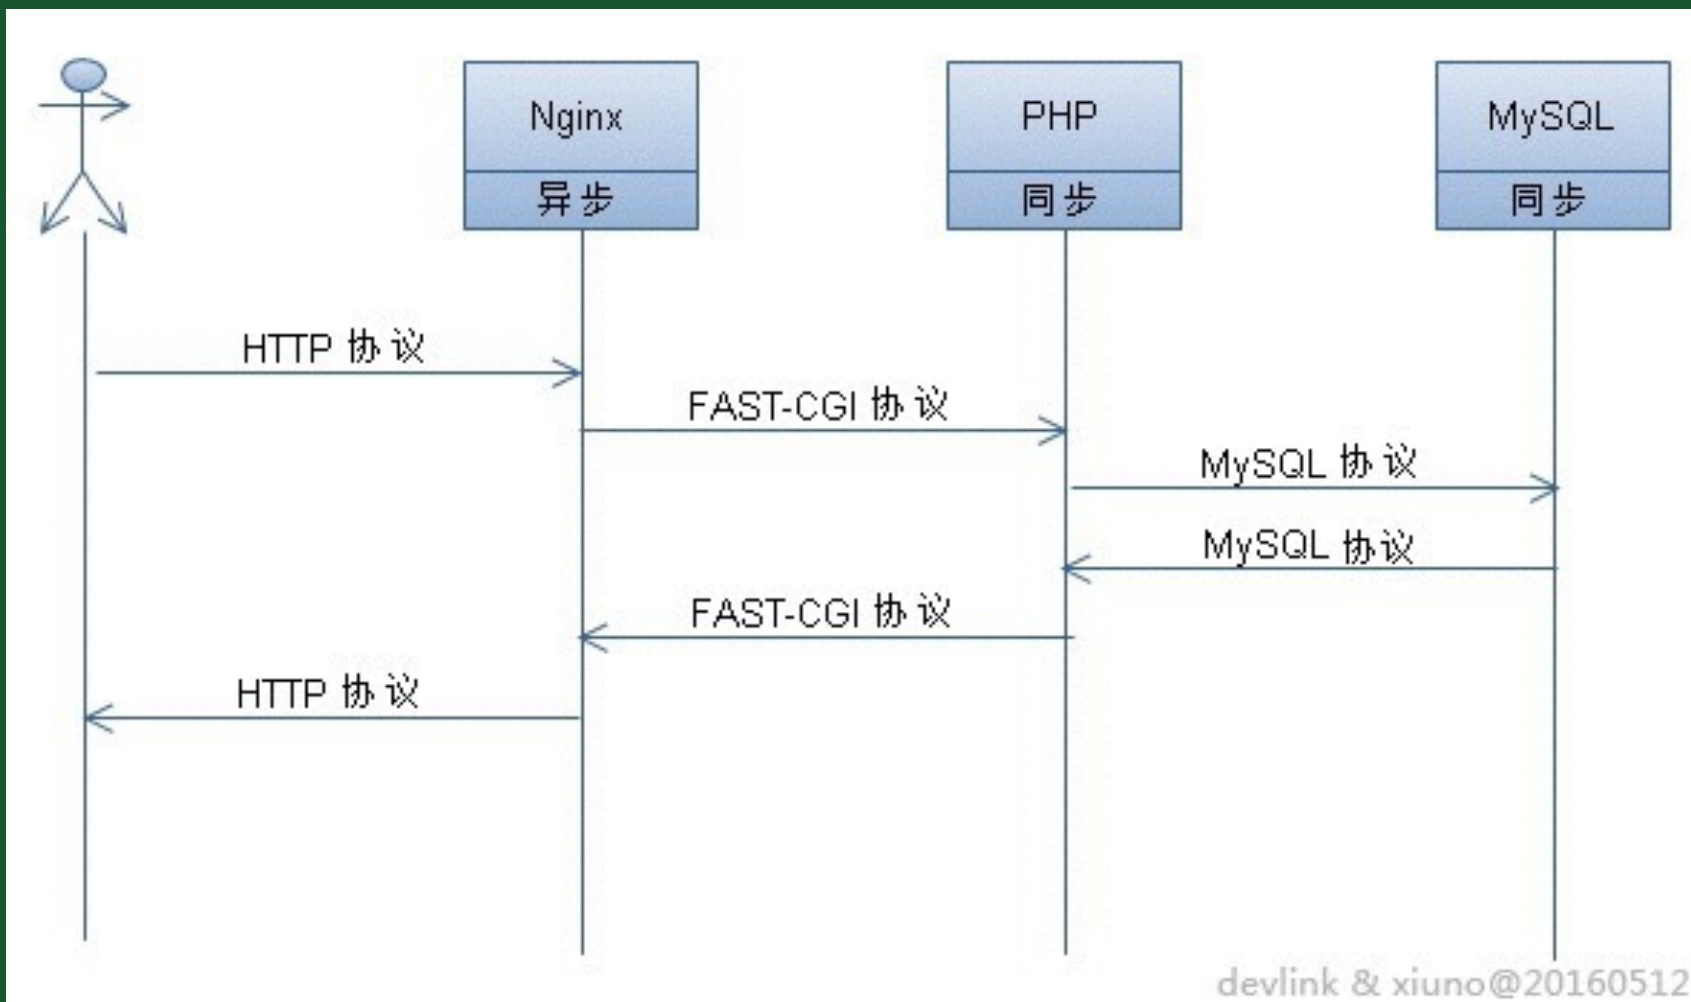 Nginx
PHP
MySQL
异步
同步
同步
HTTP 协议
FAST-CGI 协议
MySQL 协议
MySQL 协议
FAST-CGI 协议
HTTP 协议
devlink & xiuno@20160512